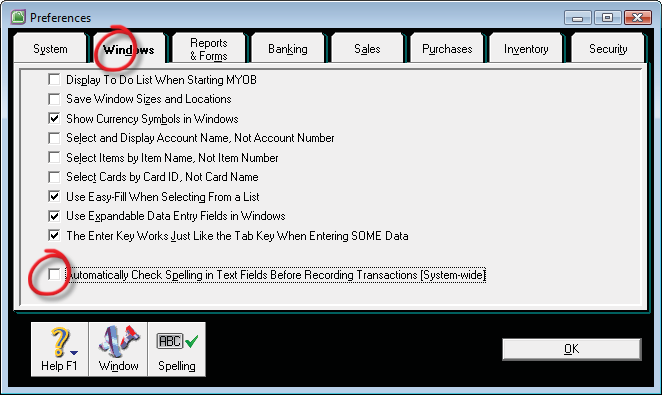 Preferences
System
Windows
Reports
& Forms
Banking
Sales
Purchases
Inventory
Security
Display To Do List When Starting MYOB
Save Window Sizes and Locations
Show Currency Symbols in Windows
Select and Display Account Name, Not Account Number
Select Items by Item Name, Not Item Number
Select Cards by Card ID, Not Card Name
Use Easy-Fill When Selecting From a List
Use Expandable Data Entry Fields in Windows
The Enter Key Works Just Like the Tab Key When Entering SOME Data
Automatically Check Spelling in Text Fields Before Recording Transactions [System-wide]
?
ABC
Help F1
Window
Spelling
OK